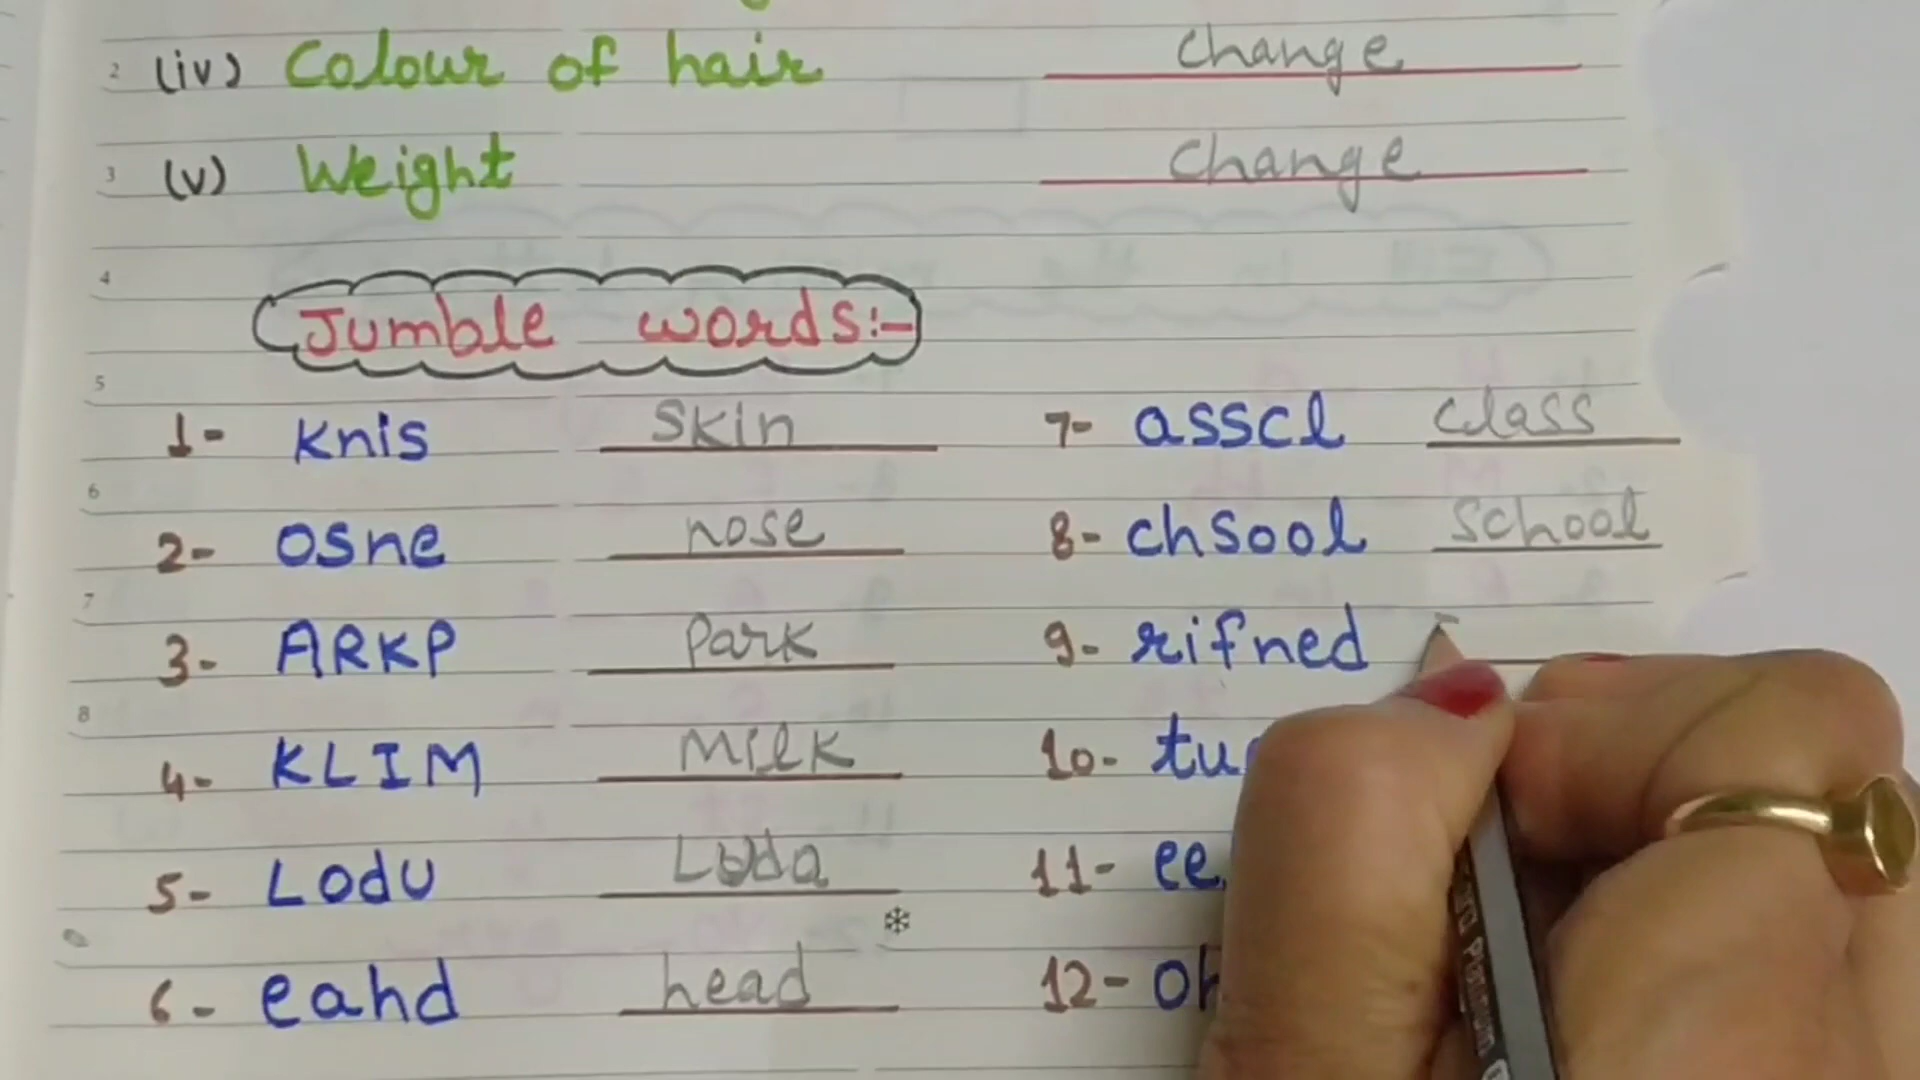 (iv) Colour of hair change
(v) Weight change
Jumble words:-
1- Knis Skin
2- Osne nose
3- ARKP Park
4- KLIM Milk
5- LodU
6- eahd head
7- asscl class
8- chsool School
9- rifned
10- tu
11- ee
12- oh